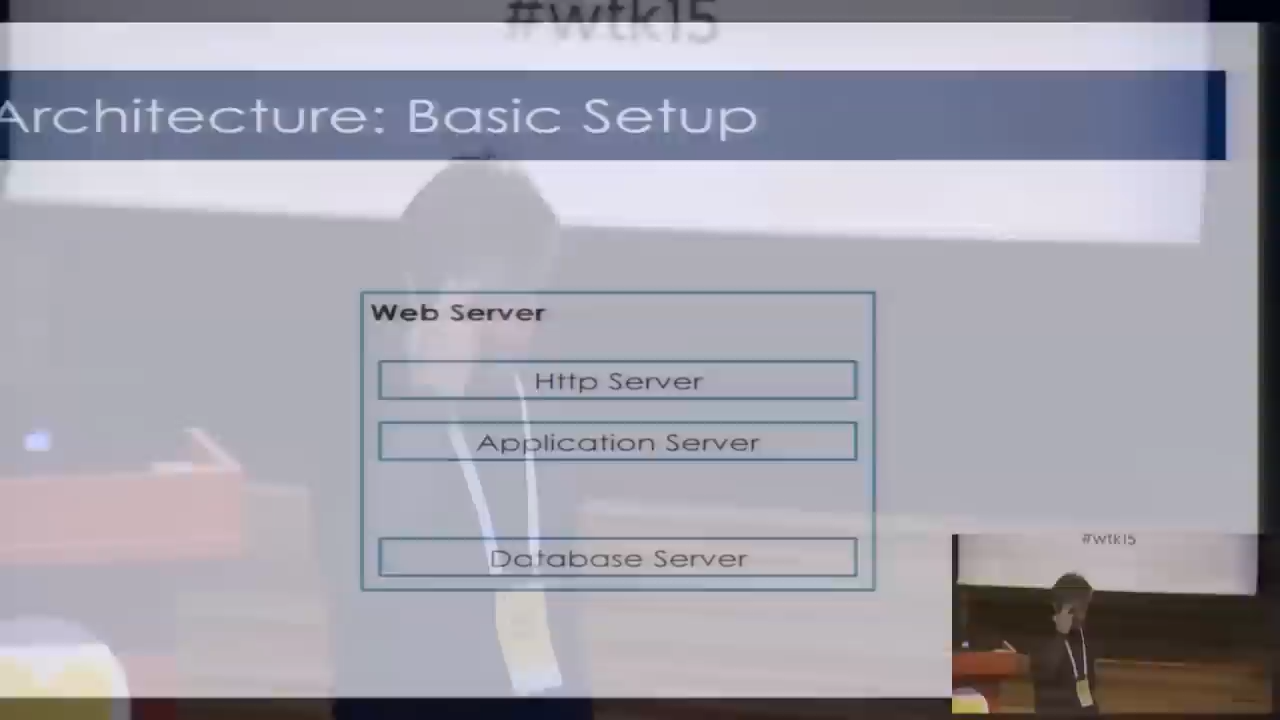 #wtk15
Architecture: Basic Setup
Web Server
Http Server
Application Server
Database Server
#wtk15